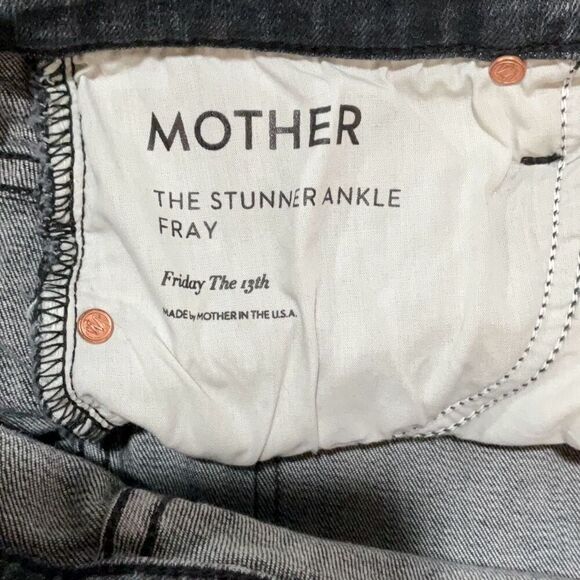 MOTHER
THE STUNNER ANKLE
FRAY
Friday The 13th
MADE by MOTHER IN THE U.S.A.